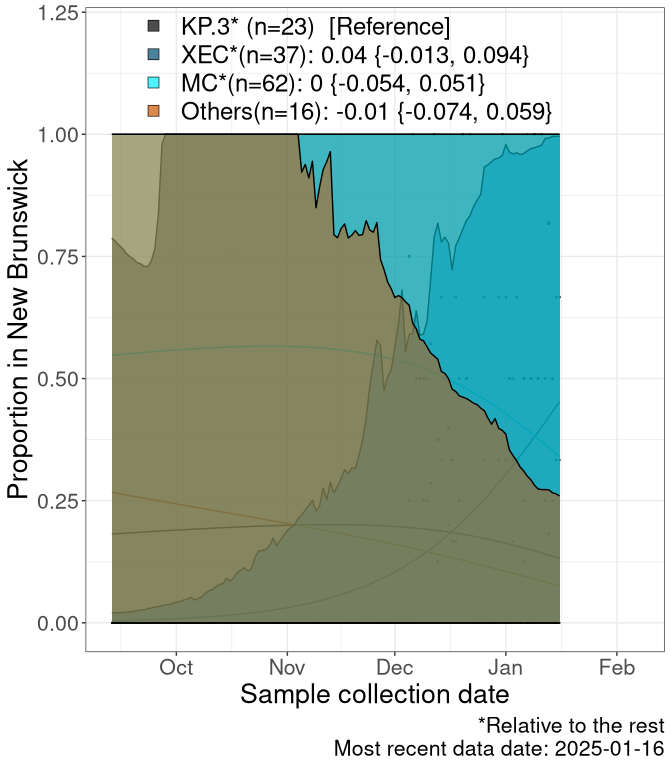 1.25
KP.3* (n=23)  [Reference]
XEC*(n=37): 0.04 {-0.013, 0.094}
MC*(n=62): 0 {-0.054, 0.051}
Others(n=16): -0.01 {-0.074, 0.059}
1.00
0.75
0.50
0.25
0.00
Proportion in New Brunswick
Oct Nov Dec Jan Feb
Sample collection date
*Relative to the rest
Most recent data date: 2025-01-16